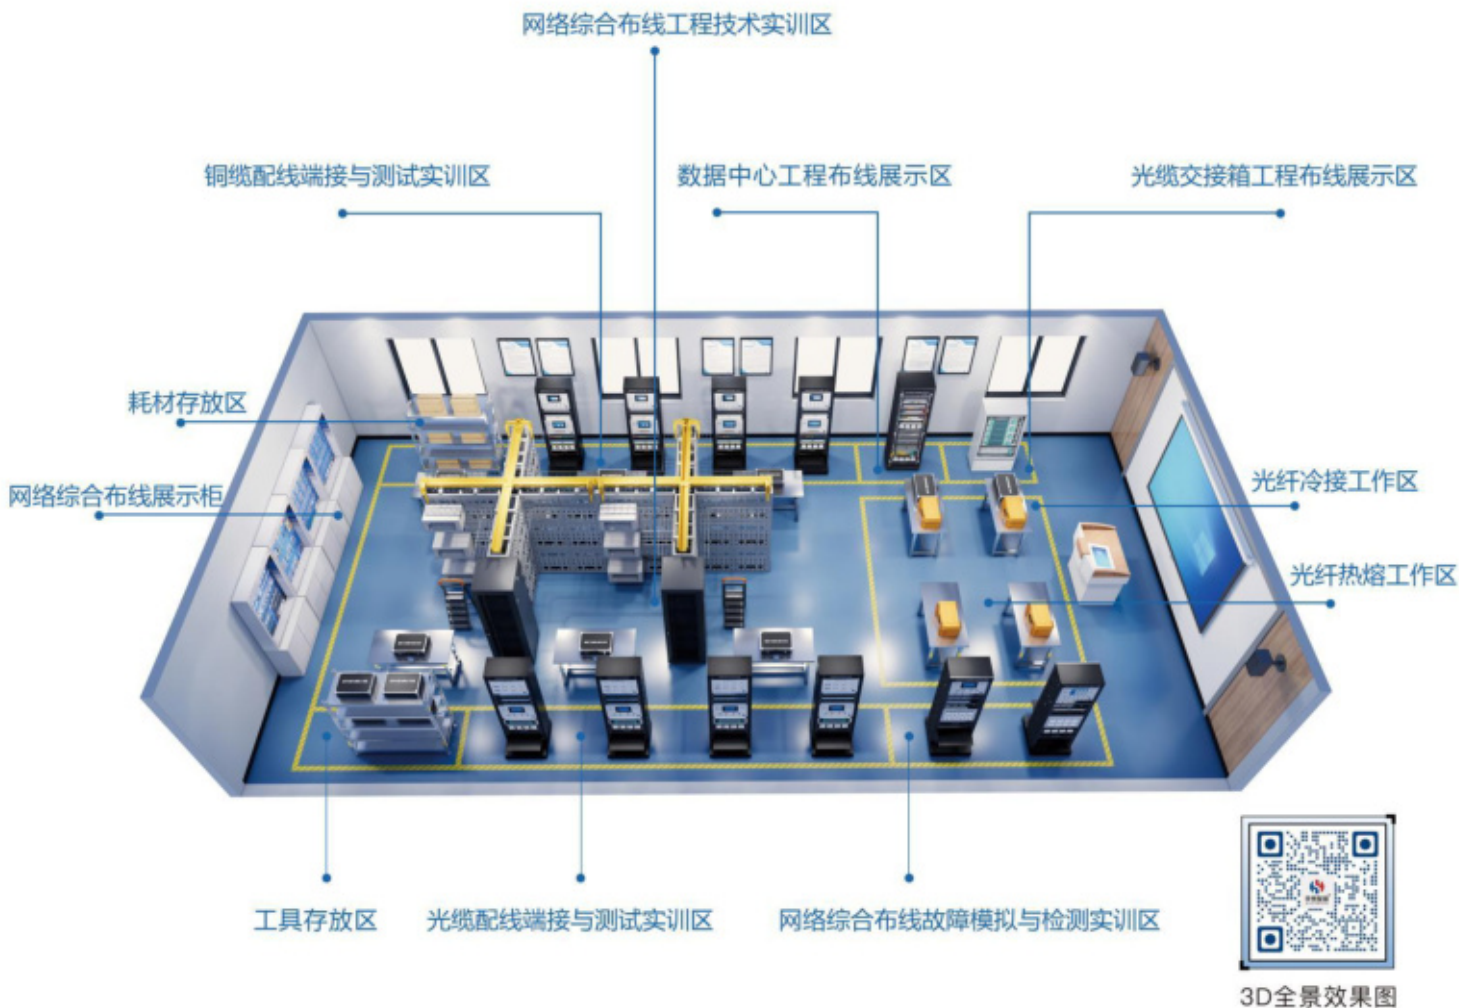 网络综合布线工程技术实训区
铜缆配线端接与测试实训区
数据中心工程布线展示区
光缆交接箱工程布线展示区
耗材存放区
网络综合布线展示柜
光纤冷接工作区
光纤热熔工作区
工具存放区
光缆配线端接与测试实训区
网络综合布线故障模拟与检测实训区
3D全景效果图